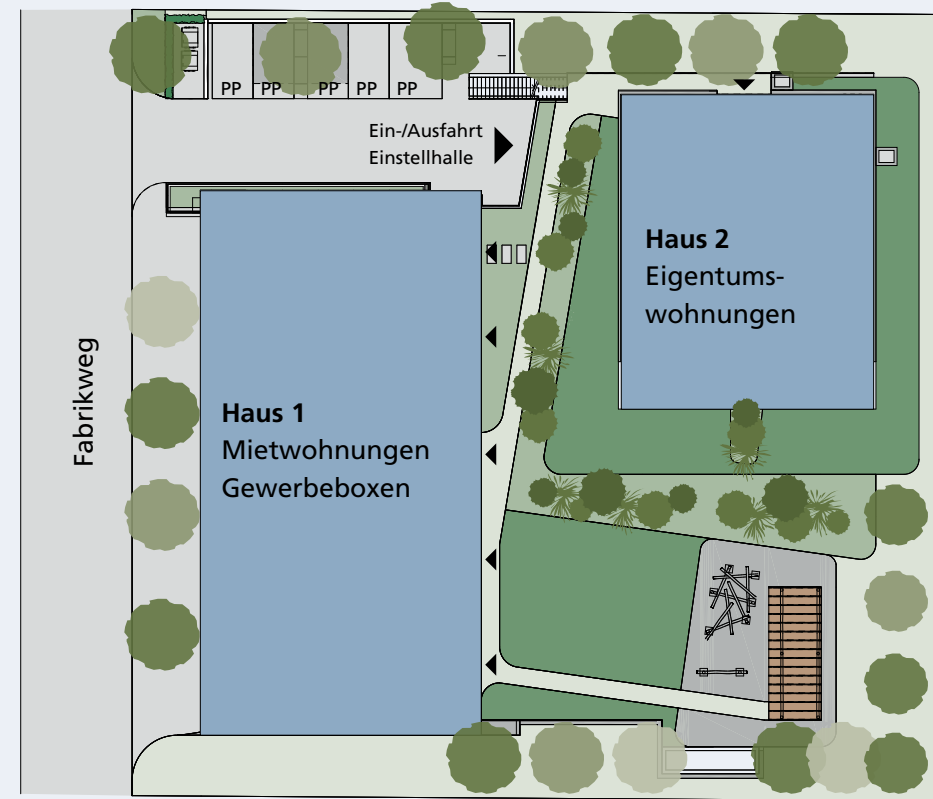 PP PP PP PP PP
Ein-/Ausfahrt
Einstellhalle
Haus 2
Eigentums-
wohnungen
Fabrikweg
Haus 1
Mietwohnungen
Gewerbeboxen